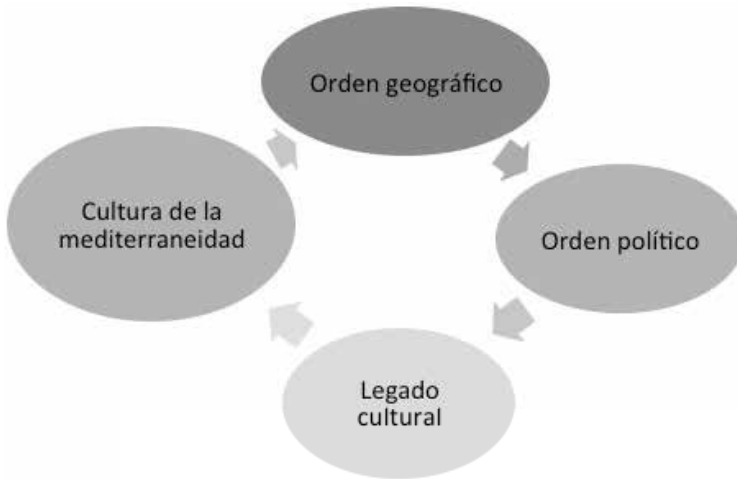 Orden geográfico
Cultura de la
mediterraneidad
Orden político
Legado
cultural